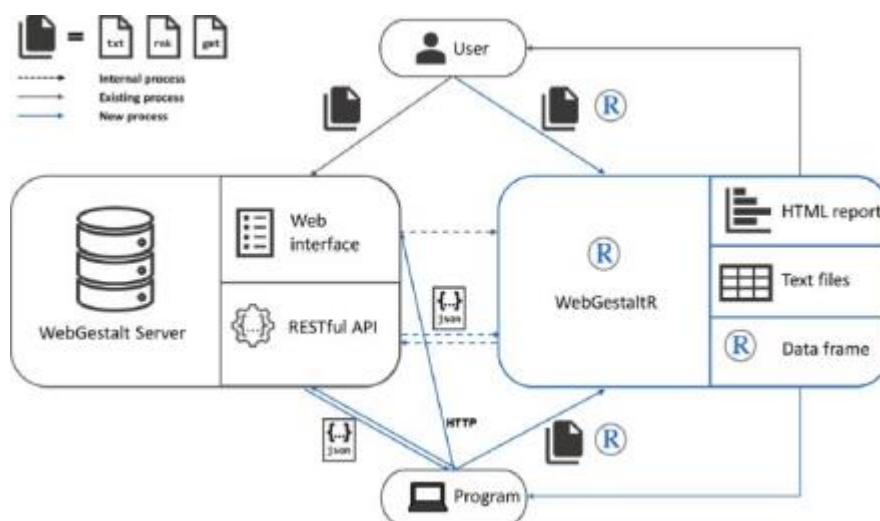 = txt rnk gmt
Internal process
Existing process
New process
User
R
Web
interface
HTML report
R
WebGestaltR
WebGestalt Server
{...}
json
RESTful API
Text files
R Data frame
{...}
json
HTTP
R
Program